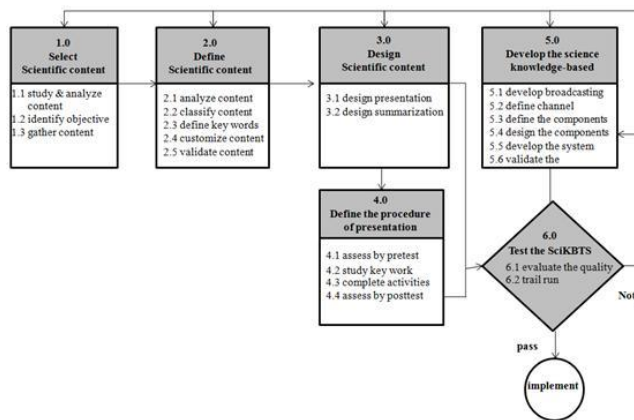 1.0
Select
Scientific content
1.1 study & analyze
content
1.2 identify objective
1.3 gather content
2.0
Define
Scientific content
2.1 analyze content
2.2 classify content
2.3 define key words
2.4 customize content
2.5 validate content
3.0
Design
Scientific content
3.1 design presentation
3.2 design summarization
4.0
Define the procedure
of presentation
4.1 assess by pretest
4.2 study key work
4.3 complete activities
4.4 assess by posttest
5.0
Develop the science
knowledge-based
5.1 develop broadcasting
5.2 define channel
5.3 define the components
5.4 design the components
5.5 develop the system
5.6 validate the
6.0
Test the SciKBTS
6.1 evaluate the quality
6.2 trail run
Not
pass
implement